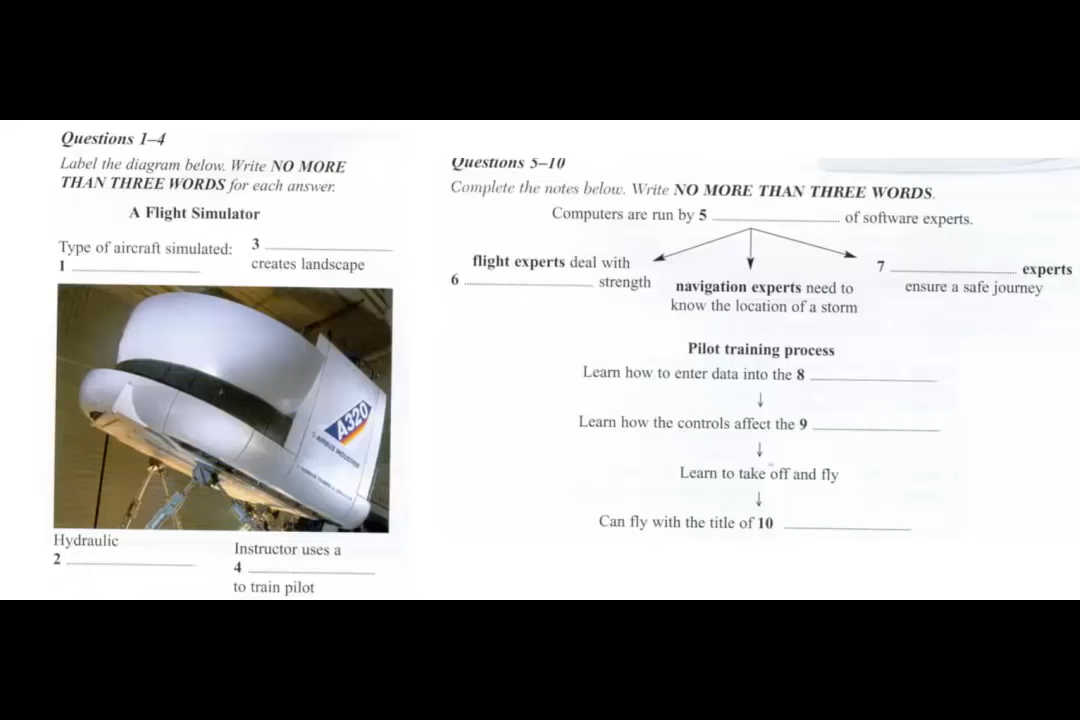 Questions 1–4
Label the diagram below. Write NO MORE
THAN THREE WORDS for each answer.
A Flight Simulator
Type of aircraft simulated:
1
3
creates landscape
A320
AIRBUS INDUSTRIE
Hydraulic
2
Instructor uses a
4
to train pilot
Questions 5–10
Complete the notes below. Write NO MORE THAN THREE WORDS.
Computers are run by 5 of software experts.
flight experts deal with
6 strength
navigation experts need to
know the location of a storm
7 experts
ensure a safe journey
Pilot training process
Learn how to enter data into the 8
↓
Learn how the controls affect the 9
↓
Learn to take off and fly
↓
Can fly with the title of 10